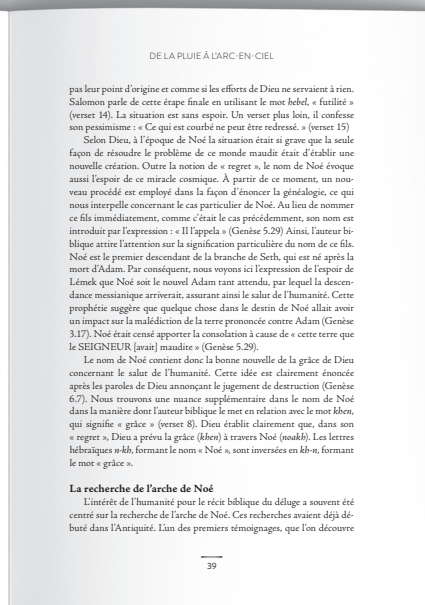 DE LA PLUIE À L'ARC-EN-CIEL
pas leur point d'origine et comme si les efforts de Dieu ne servaient à rien.
Salomon parle de cette étape finale en utilisant le mot hebel, « futilité »
(verset 14). La situation est sans espoir. Un verset plus loin, il confesse
son pessimisme : « Ce qui est courbé ne peut être redressé. » (verset 15)
Selon Dieu, à l'époque de Noé la situation était si grave que la seule
façon de résoudre le problème de ce monde maudit était d'établir une
nouvelle création. Outre la notion de « regret », le nom de Noé évoque
aussi l'espoir de ce miracle cosmique. À partir de ce moment, un nou-
veau procédé est employé dans la façon d'énoncer la généalogie, ce qui
nous interpelle concernant le cas particulier de Noé. Au lieu de nommer
ce fils immédiatement, comme c'était le cas précédemment, son nom est
introduit par l'expression : « Il l'appela » (Genèse 5.29) Ainsi, l'auteur bi-
blique attire l'attention sur la signification particulière du nom de ce fils.
Noé est le premier descendant de la branche de Seth, qui est né après la
mort d'Adam. Par conséquent, nous voyons ici l'expression de l'espoir de
Lémek que Noé soit le nouvel Adam tant attendu, par lequel la descen-
dance messianique arriverait, assurant ainsi le salut de l'humanité. Cette
prophétie suggère que quelque chose dans le destin de Noé allait avoir
un impact sur la malédiction de la terre prononcée contre Adam (Genèse
3.17). Noé était censé apporter la consolation à cause de « cette terre que
le SEIGNEUR [avait] maudite » (Genèse 5.29).
Le nom de Noé contient donc la bonne nouvelle de la grâce de Dieu
concernant le salut de l'humanité. Cette idée est clairement énoncée
après les paroles de Dieu annonçant le jugement de destruction (Genèse
6.7). Nous trouvons une nuance supplémentaire dans le nom de Noé
dans la manière dont l'auteur biblique le met en relation avec le mot khen,
qui signifie « grâce » (verset 8). Dieu établit clairement que, dans son
« regret », Dieu a prévu la grâce (khen) à travers Noé (noakh). Les lettres
hébraïques n-kh, formant le nom « Noé », sont inversées en kh-n, formant
le mot « grâce ».
La recherche de l'arche de Noé
L'intérêt de l'humanité pour le récit biblique du déluge a souvent été
centré sur la recherche de l'arche de Noé. Ces recherches avaient déjà dé-
buté dans l'Antiquité. L'un des premiers témoignages, que l'on découvre
39